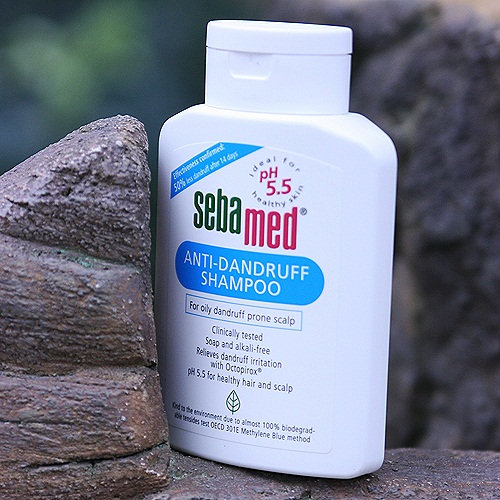 Effectiveness confirmed:
50% less dandruff after 14 days
ideal for
pH
5.5
healthy skin
sebamed®
ANTI-DANDRUFF
SHAMPOO
For oily dandruff prone scalp
Clinically tested
Soap and alkali-free
Relieves dandruff irritation
with Octopirox®
pH 5.5 for healthy hair and scalp
Kind to the environment due to almost 100% biodegrad-
able tensides test OECD 301E Methylene Blue method